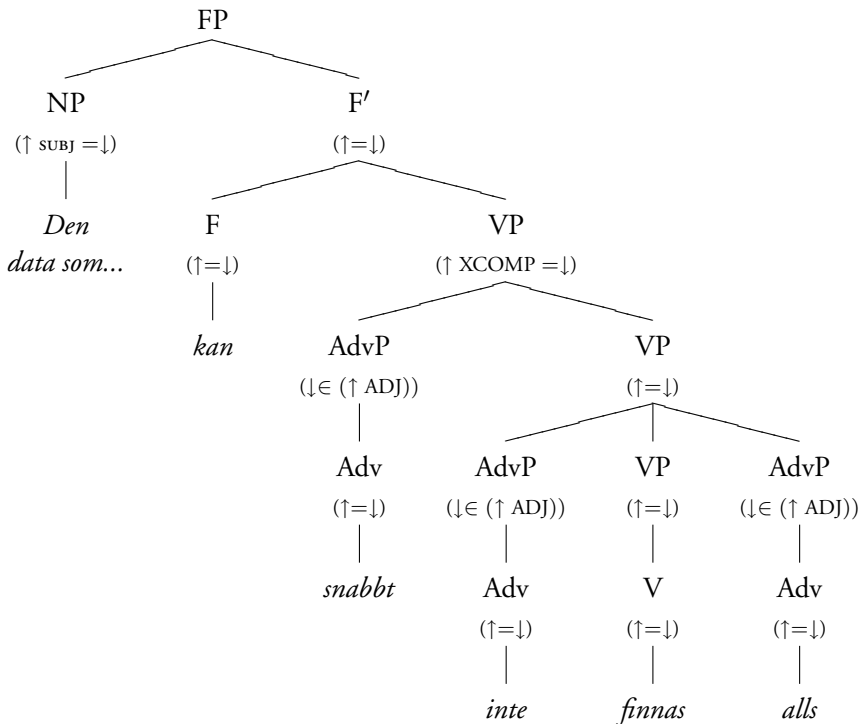 FP
NP F′
(↑ SUBJ =↓) (↑=↓)
Den F VP
data som... (↑=↓) (↑ XCOMP =↓)
kan AdvP VP
(↓∈ (↑ ADJ)) (↑=↓)
Adv AdvP VP AdvP
(↑=↓) (↓∈ (↑ ADJ)) (↑=↓) (↓∈ (↑ ADJ))
snabbt Adv V Adv
(↑=↓) (↑=↓) (↑=↓)
inte finnas alls